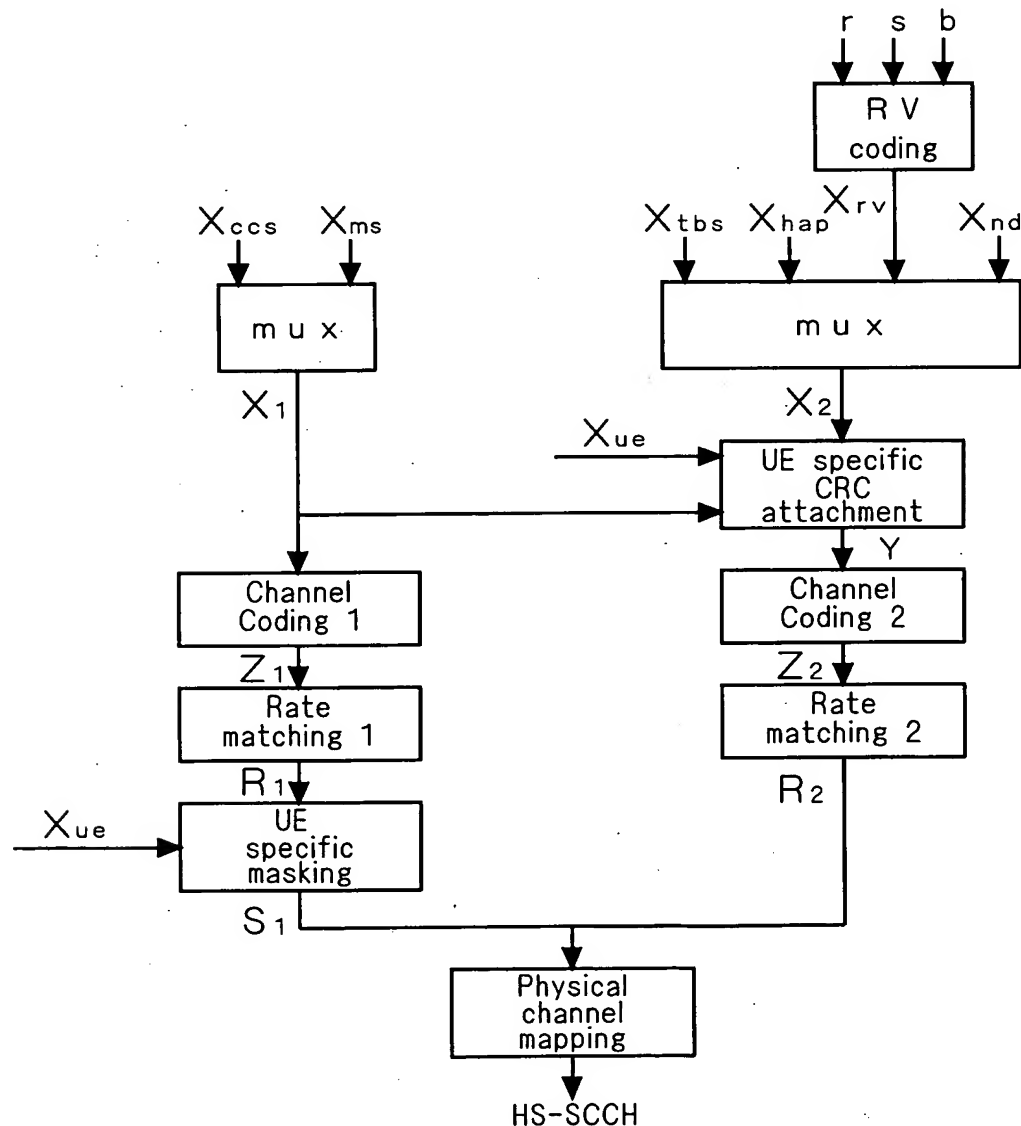 r s b
RV
coding
Xrv
Xccs Xms
Xtbs Xhap Xnd
mux
mux
X1
X2
Xue
UE specific
CRC
attachment
Y
Channel
Coding 1
Channel
Coding 2
Z1
Z2
Rate
matching 1
Rate
matching 2
R1
R2
Xue
UE
specific
masking
S1
Physical
channel
mapping
HS-SCCH